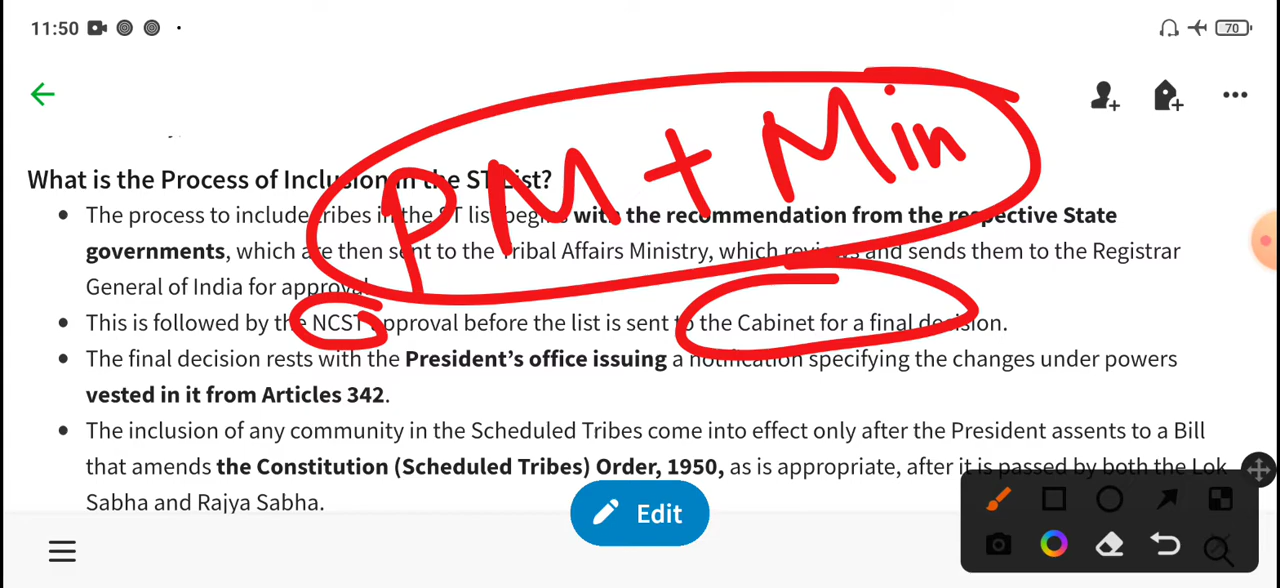 11:50
70
What is the Process of Inclusion in the ST List?
PM + Min
The process to include tribes in the ST list begins with the recommendation from the respective State
governments, which are then sent to the Tribal Affairs Ministry, which reviews and sends them to the Registrar
General of India for approval.
This is followed by the NCST approval before the list is sent to the Cabinet for a final decision.
The final decision rests with the President’s office issuing a notification specifying the changes under powers
vested in it from Articles 342.
The inclusion of any community in the Scheduled Tribes come into effect only after the President assents to a Bill
that amends the Constitution (Scheduled Tribes) Order, 1950, as is appropriate, after it is passed by both the Lok
Sabha and Rajya Sabha.
Edit